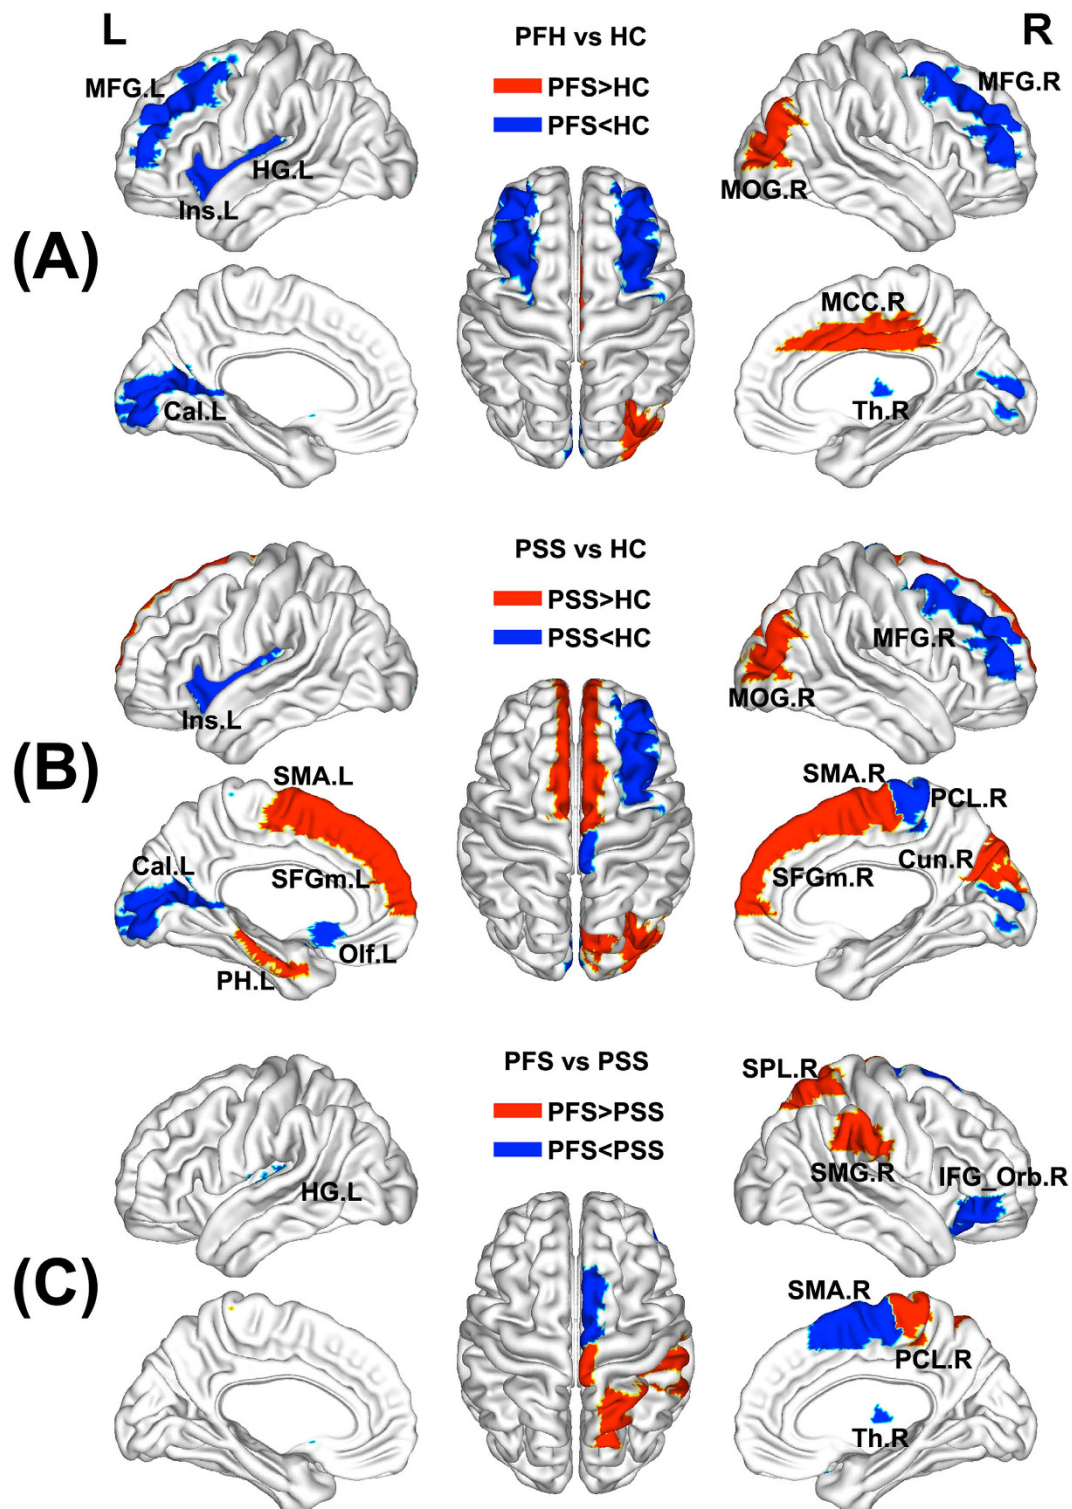 L
PFH vs HC
R
PFS>HC
PFS<HC
MFG.L
HG.L
Ins.L
MFG.R
MOG.R
(A)
Cal.L
MCC.R
Th.R
PSS vs HC
PSS>HC
PSS<HC
Ins.L
MFG.R
MOG.R
(B)
SMA.L
Cal.L
SFGm.L
Olf.L
PH.L
SMA.R
PCL.R
Cun.R
SFGm.R
PFS vs PSS
PFS>PSS
PFS<PSS
HG.L
SPL.R
SMG.R
IFG_Orb.R
(C)
SMA.R
PCL.R
Th.R